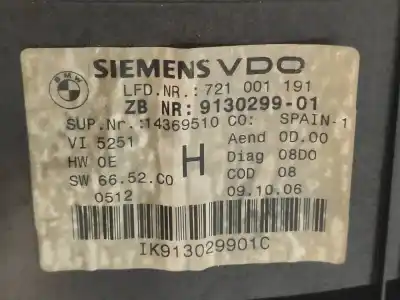 BMW
SIEMENS VDO
LFD.NR.: 721 001 191
ZB NR: 9130299-01
SUP.Nr.:14369510 CO: SPAIN-1
VI 5251 Aend 0D.00
HW 0E H Diag 08D0
SW 66.52.C0 COD 08
0512 09.10.06
IK913029901C